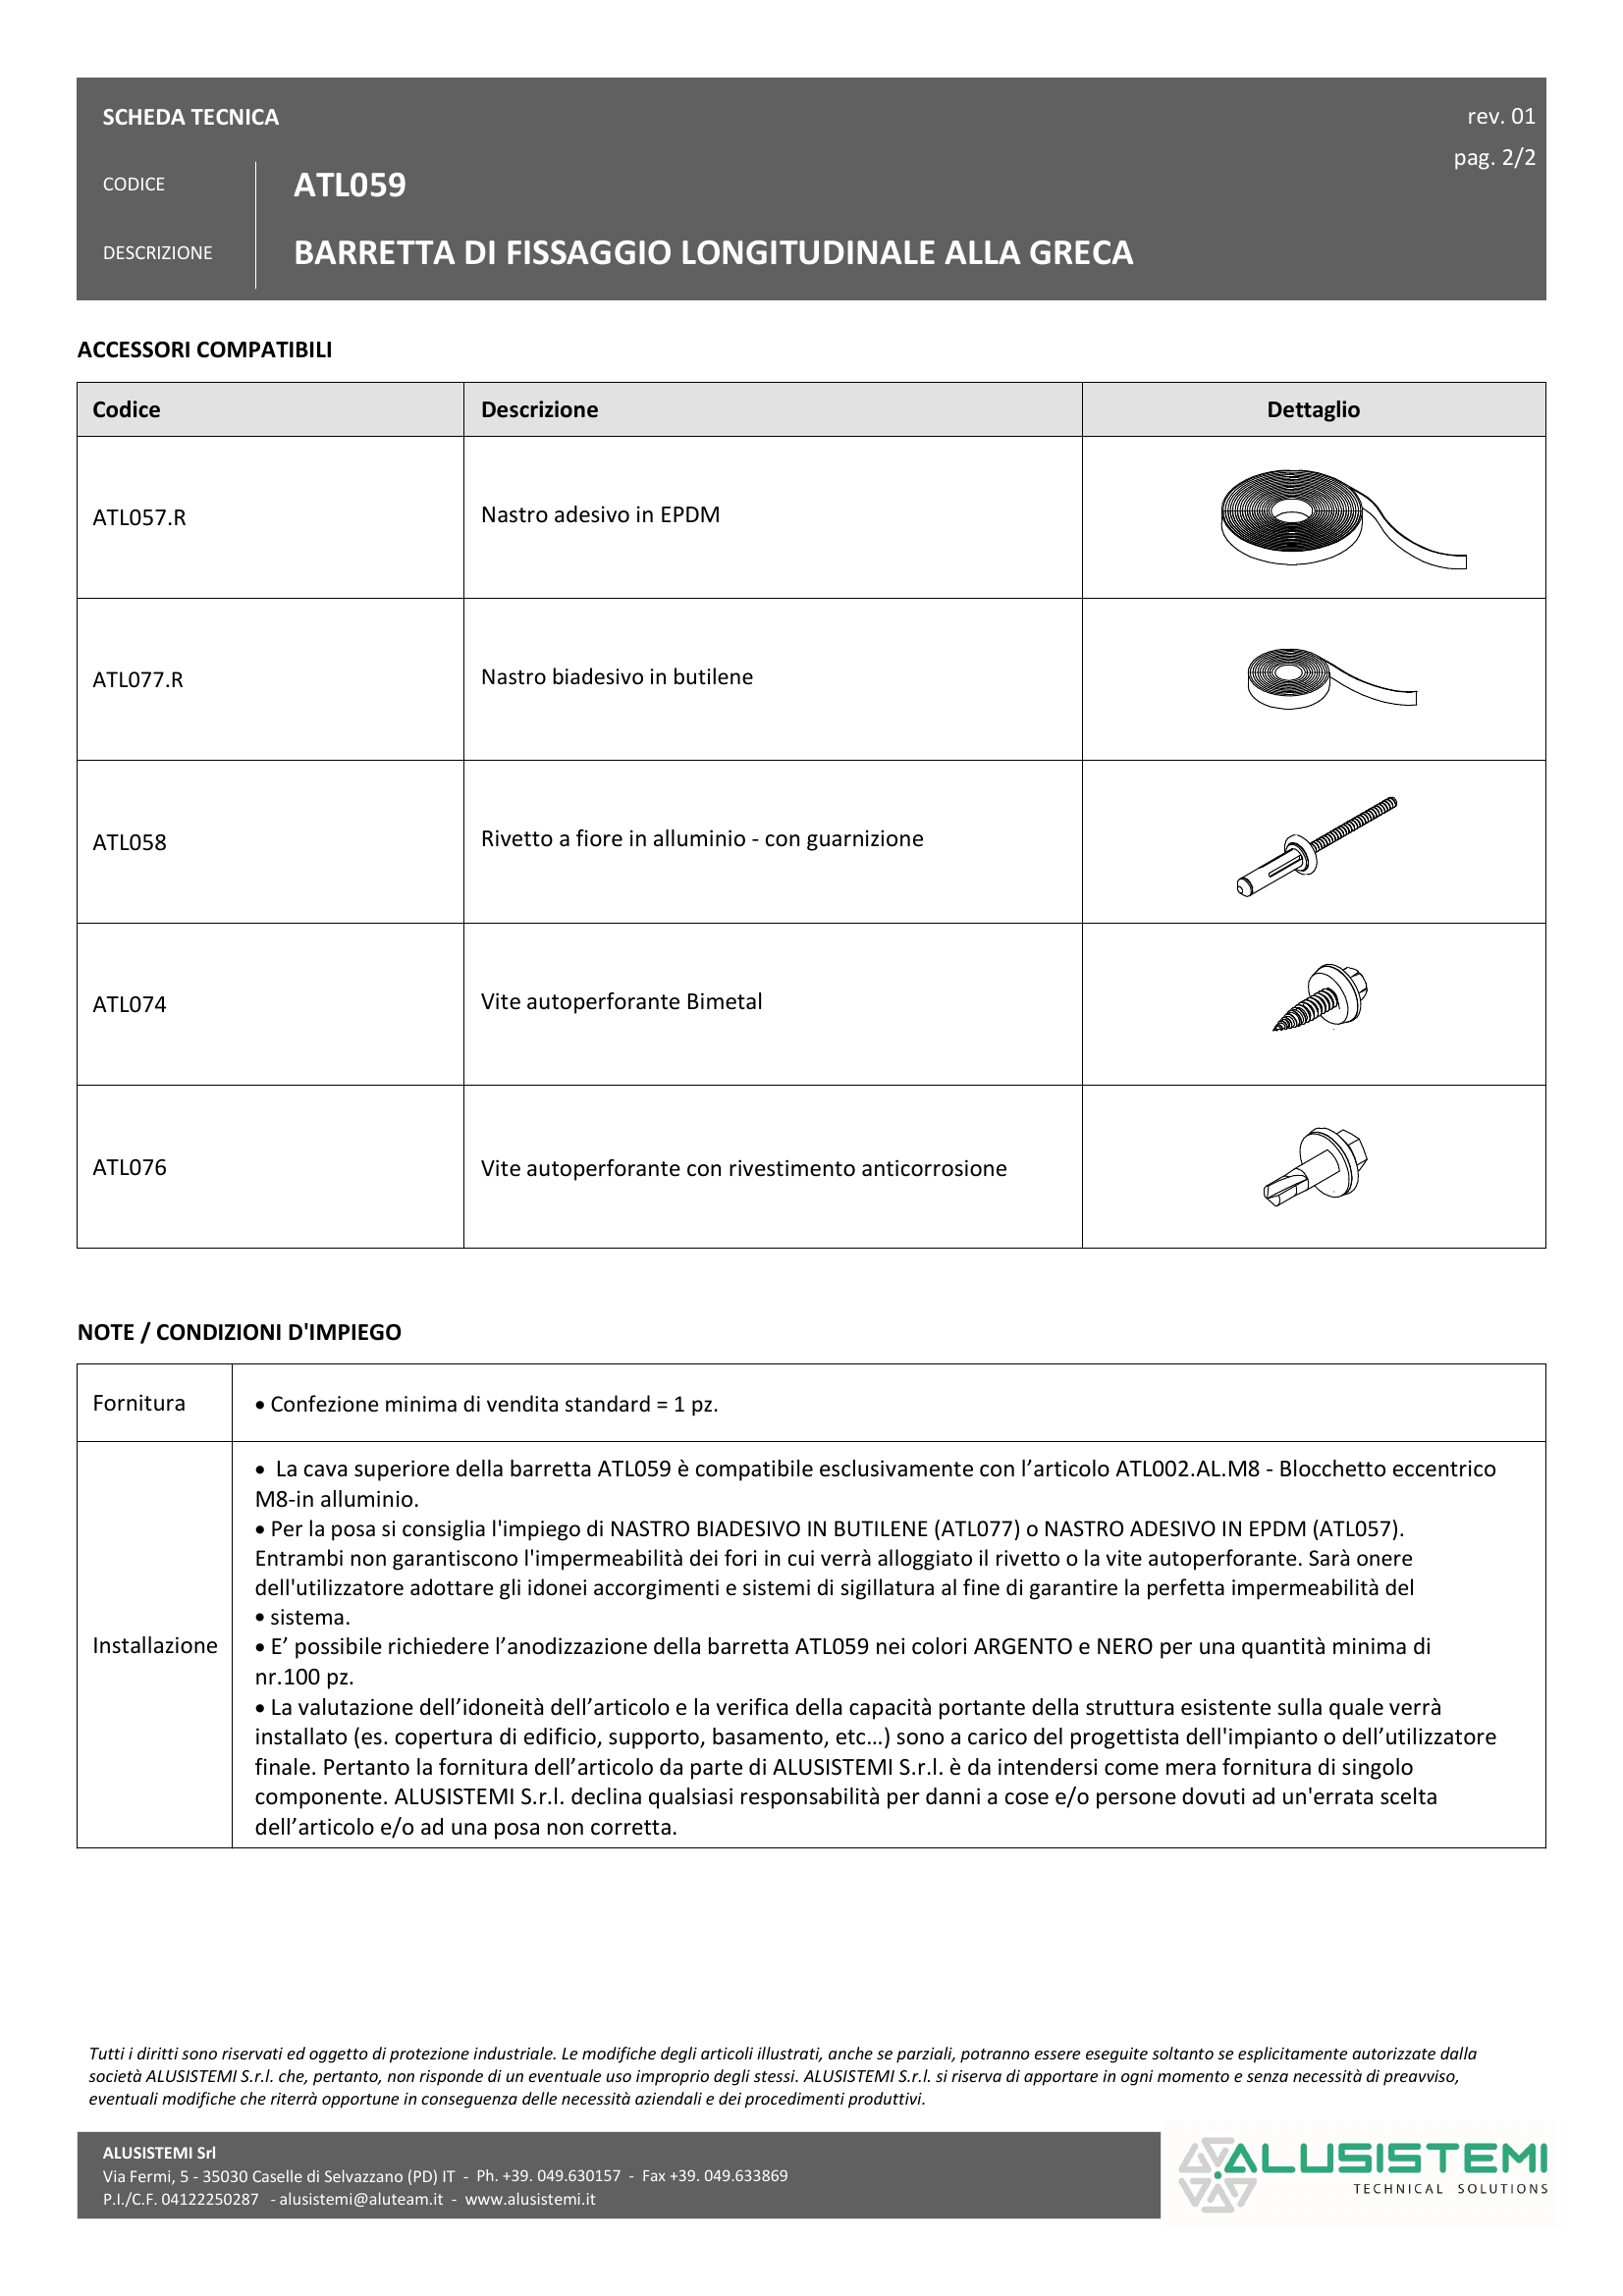 SCHEDA TECNICA
rev. 01
pag. 2/2
CODICE
ATL059
DESCRIZIONE
BARRETTA DI FISSAGGIO LONGITUDINALE ALLA GRECA
ACCESSORI COMPATIBILI
Codice Descrizione Dettaglio
ATL057.R Nastro adesivo in EPDM
ATL077.R Nastro biadesivo in butilene
ATL058 Rivetto a fiore in alluminio - con guarnizione
ATL074 Vite autoperforante Bimetal
ATL076 Vite autoperforante con rivestimento anticorrosione
NOTE / CONDIZIONI D'IMPIEGO
Fornitura
• Confezione minima di vendita standard = 1 pz.
Installazione
• La cava superiore della barretta ATL059 è compatibile esclusivamente con l’articolo ATL002.AL.M8 - Blocchetto eccentrico
M8-in alluminio.
• Per la posa si consiglia l'impiego di NASTRO BIADESIVO IN BUTILENE (ATL077) o NASTRO ADESIVO IN EPDM (ATL057).
Entrambi non garantiscono l'impermeabilità dei fori in cui verrà alloggiato il rivetto o la vite autoperforante. Sarà onere
dell'utilizzatore adottare gli idonei accorgimenti e sistemi di sigillatura al fine di garantire la perfetta impermeabilità del
• sistema.
• E’ possibile richiedere l’anodizzazione della barretta ATL059 nei colori ARGENTO e NERO per una quantità minima di
nr.100 pz.
• La valutazione dell’idoneità dell’articolo e la verifica della capacità portante della struttura esistente sulla quale verrà
installato (es. copertura di edificio, supporto, basamento, etc…) sono a carico del progettista dell'impianto o dell’utilizzatore
finale. Pertanto la fornitura dell’articolo da parte di ALUSISTEMI S.r.l. è da intendersi come mera fornitura di singolo
componente. ALUSISTEMI S.r.l. declina qualsiasi responsabilità per danni a cose e/o persone dovuti ad un'errata scelta
dell’articolo e/o ad una posa non corretta.
Tutti i diritti sono riservati ed oggetto di protezione industriale. Le modifiche degli articoli illustrati, anche se parziali, potranno essere eseguite soltanto se esplicitamente autorizzate dalla
società ALUSISTEMI S.r.l. che, pertanto, non risponde di un eventuale uso improprio degli stessi. ALUSISTEMI S.r.l. si riserva di apportare in ogni momento e senza necessità di preavviso,
eventuali modifiche che riterrà opportune in conseguenza delle necessità aziendali e dei procedimenti produttivi.
ALUSISTEMI Srl
Via Fermi, 5 - 35030 Caselle di Selvazzano (PD) IT - Ph. +39. 049.630157 - Fax +39. 049.633869
P.I./C.F. 04122250287 - alusistemi@aluteam.it - www.alusistemi.it
ALUSISTEMI
TECHNICAL SOLUTIONS